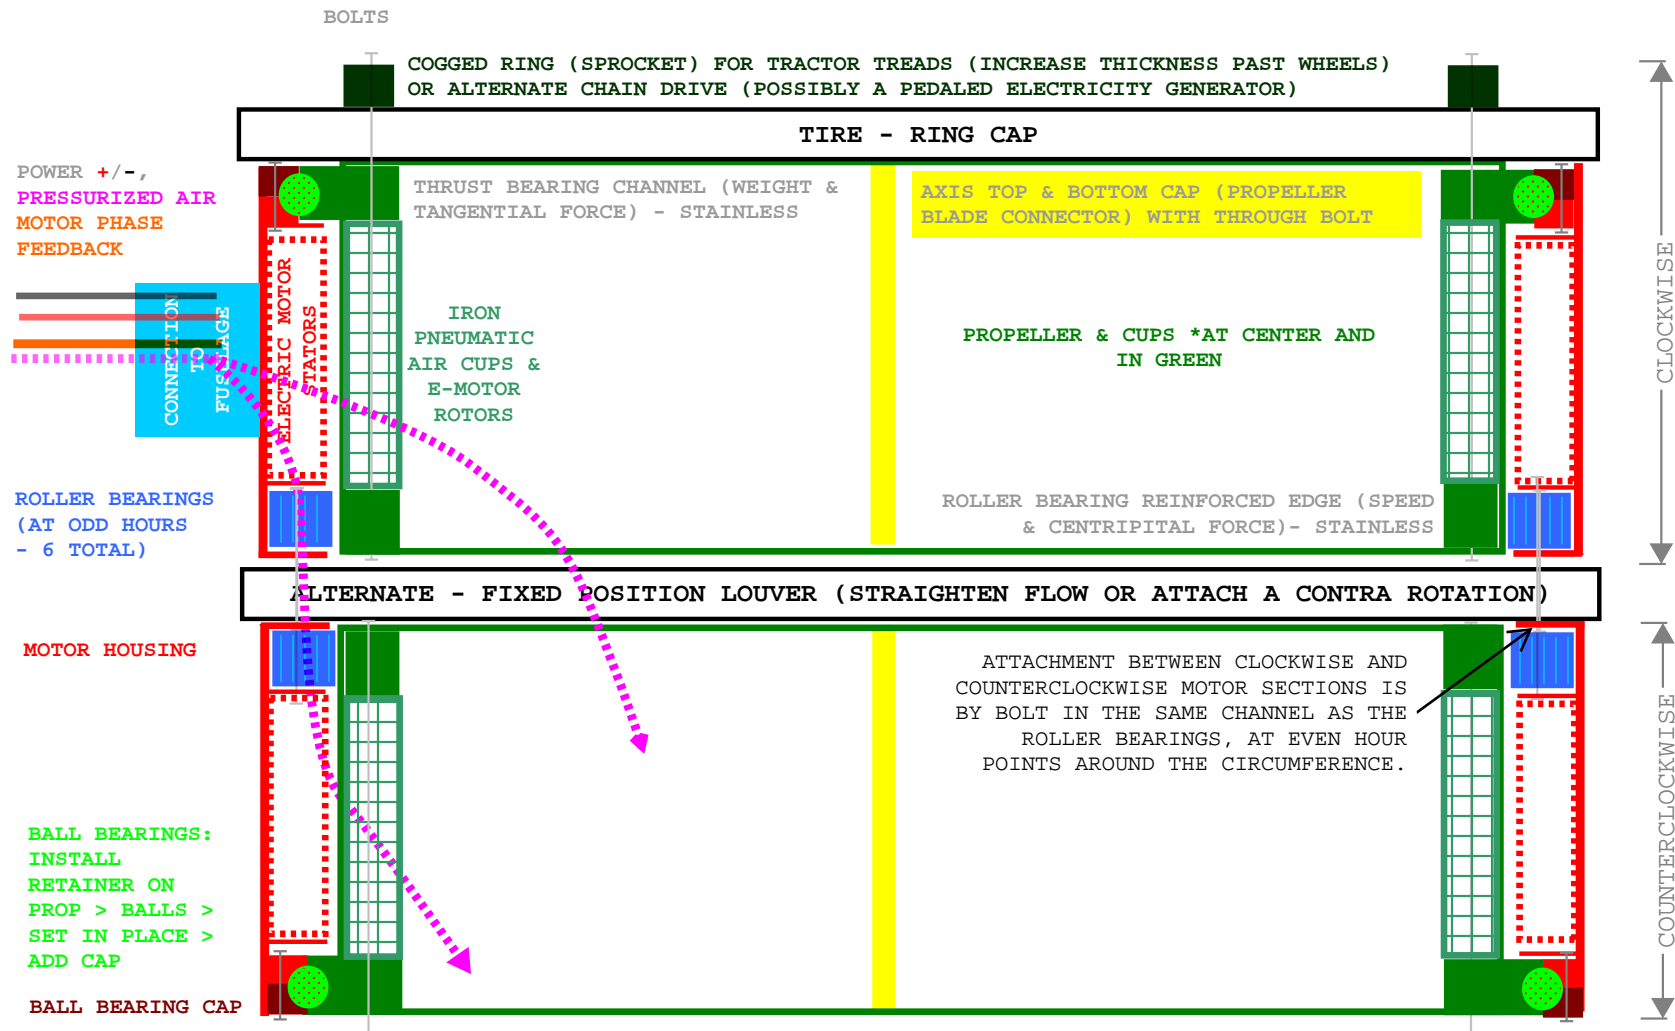 BOLTS
COGGED RING (SPROCKET) FOR TRACTOR TREADS (INCREASE THICKNESS PAST WHEELS)
OR ALTERNATE CHAIN DRIVE (POSSIBLY A PEDALED ELECTRICITY GENERATOR)
TIRE - RING CAP
POWER +/-,
PRESSURIZED AIR
MOTOR PHASE
FEEDBACK
THRUST BEARING CHANNEL (WEIGHT &
TANGENTIAL FORCE) - STAINLESS
AXIS TOP & BOTTOM CAP (PROPELLER
BLADE CONNECTOR) WITH THROUGH BOLT
CLOCKWISE
CONNECTION
TO
FUSELAGE
ELECTRIC MOTOR
STATORS
IRON
PNEUMATIC
AIR CUPS &
E-MOTOR
ROTORS
PROPELLER & CUPS *AT CENTER AND
IN GREEN
ROLLER BEARINGS
(AT ODD HOURS
- 6 TOTAL)
ROLLER BEARING REINFORCED EDGE (SPEED
& CENTRIPITAL FORCE)- STAINLESS
ALTERNATE - FIXED POSITION LOUVER (STRAIGHTEN FLOW OR ATTACH A CONTRA ROTATION)
MOTOR HOUSING
ATTACHMENT BETWEEN CLOCKWISE AND
COUNTERCLOCKWISE MOTOR SECTIONS IS
BY BOLT IN THE SAME CHANNEL AS THE
ROLLER BEARINGS, AT EVEN HOUR
POINTS AROUND THE CIRCUMFERENCE.
COUNTERCLOCKWISE
BALL BEARINGS:
INSTALL
RETAINER ON
PROP > BALLS >
SET IN PLACE >
ADD CAP
BALL BEARING CAP